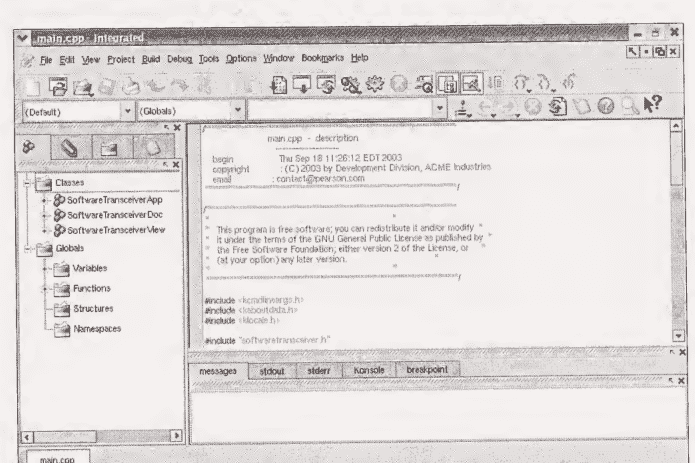 main.cpp - Integrated
File Edit View Project Build Debug Tools Options Window Bookmarks Help
(Default) (Globals)
main.cpp - description
begin Thu Sep 18 11:26:12 EDT 2003
copyright : (C) 2003 by Development Division, ACME Industries
email : contact@pearson.com
Classes
SoftwareTransceiverApp
SoftwareTransceiverDoc
SoftwareTransceiverView
Globals
Variables
Functions
Structures
Namespaces
* This program is free software; you can redistribute it and/or modify *
* it under the terms of the GNU General Public License as published by *
* the Free Software Foundation; either version 2 of the License, or *
* (at your option) any later version. *
#include <kcmdlineargs.h>
#include <kaboutdata.h>
#include <klocale.h>
#include "softwaretransceiver.h"
messages stdout stderr Konsole breakpoint
main.cpp